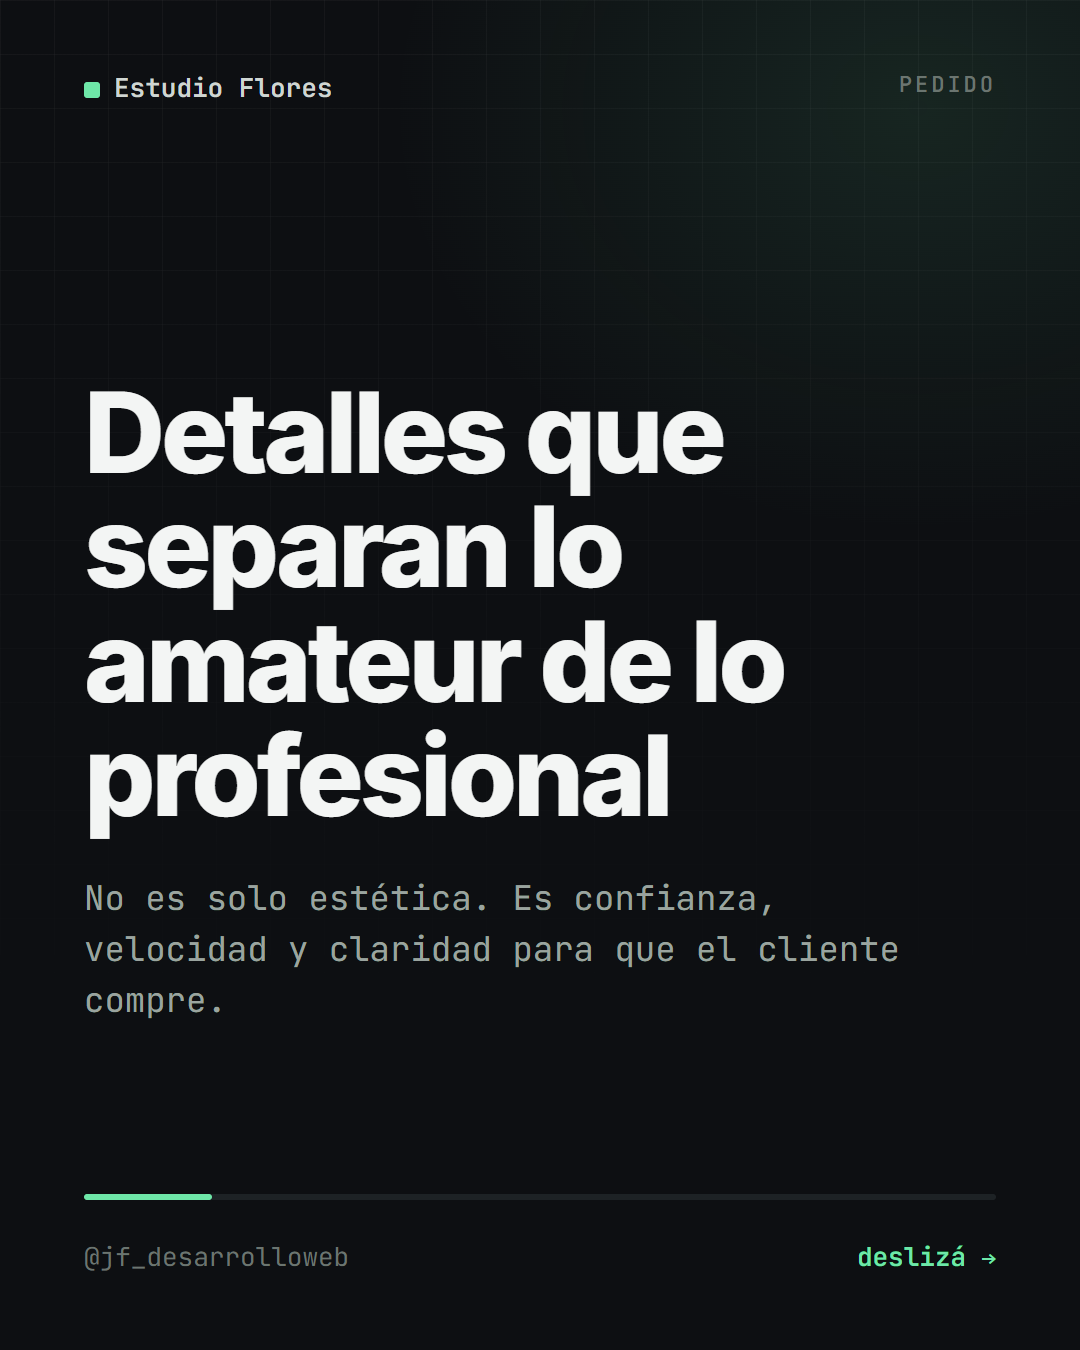 Estudio Flores
PEDIDO
Detalles que
separan lo
amateur de lo
profesional
No es solo estética. Es confianza,
velocidad y claridad para que el cliente
compre.
@jf_desarrolloweb
deslizá →